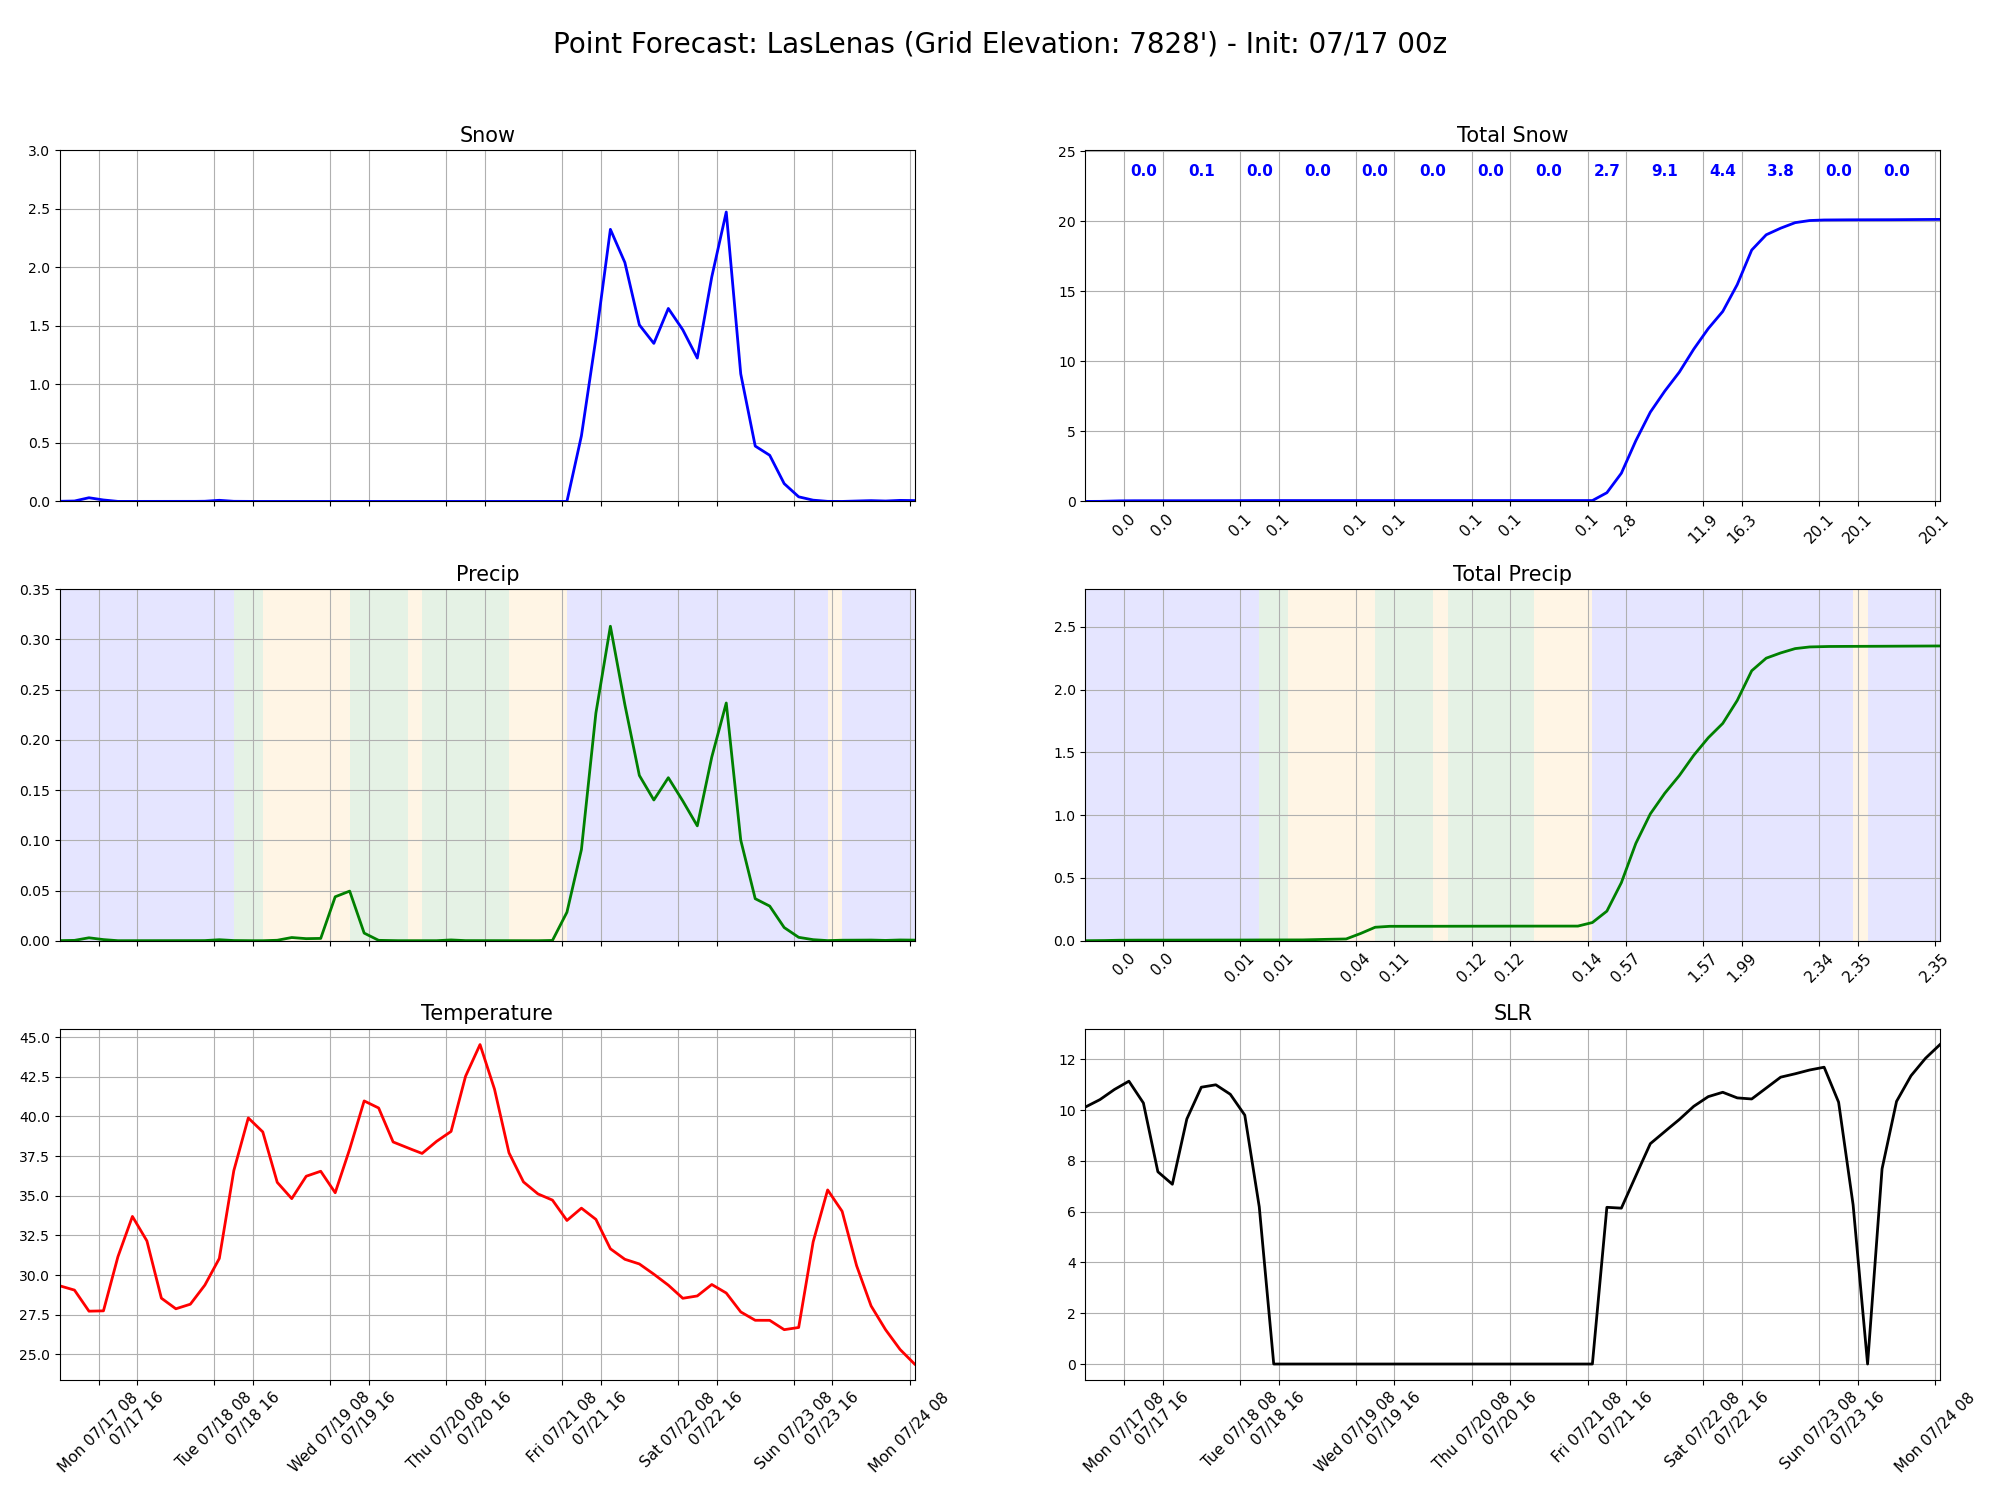 Point Forecast: LasLenas (Grid Elevation: 7828') - Init: 07/17 00z
Snow
3.0
2.5
2.0
1.5
1.0
0.5
0.0
Total Snow
25
20
15
10
5
0
0.0 0.1 0.0 0.0 0.0 0.0 0.0 0.0 2.7 9.1 4.4 3.8 0.0 0.0
0.0 0.0 0.1 0.1 0.1 0.1 0.1 0.1 0.1 2.8 11.9 16.3 20.1 20.1 20.1
Precip
0.35
0.30
0.25
0.20
0.15
0.10
0.05
0.00
Total Precip
2.5
2.0
1.5
1.0
0.5
0.0
0.0 0.0 0.01 0.01 0.04 0.11 0.12 0.12 0.14 0.57 1.57 1.99 2.34 2.35 2.35
Temperature
45.0
42.5
40.0
37.5
35.0
32.5
30.0
27.5
25.0
Mon 07/17 08
07/17 16
Tue 07/18 08
07/18 16
Wed 07/19 08
07/19 16
Thu 07/20 08
07/20 16
Fri 07/21 08
07/21 16
Sat 07/22 08
07/22 16
Sun 07/23 08
07/23 16
Mon 07/24 08
SLR
12
10
8
6
4
2
0
Mon 07/17 08
07/17 16
Tue 07/18 08
07/18 16
Wed 07/19 08
07/19 16
Thu 07/20 08
07/20 16
Fri 07/21 08
07/21 16
Sat 07/22 08
07/22 16
Sun 07/23 08
07/23 16
Mon 07/24 08